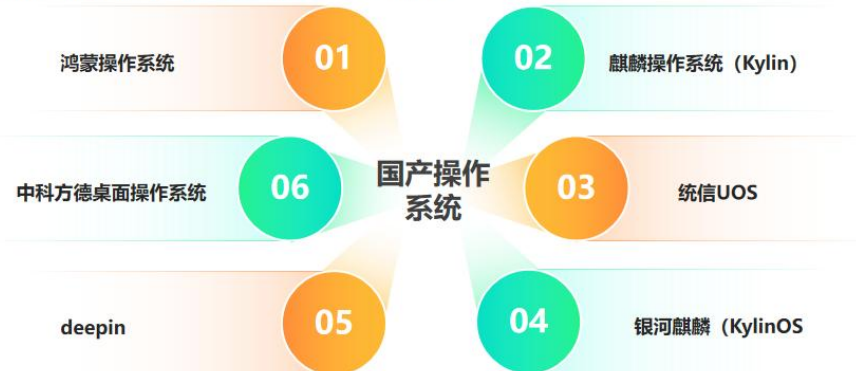 鸿蒙操作系统
01
02
麒麟操作系统（Kylin）
中科方德桌面操作系统
06
国产操作
系统
03
统信UOS
deepin
05
04
银河麒麟（KylinOS